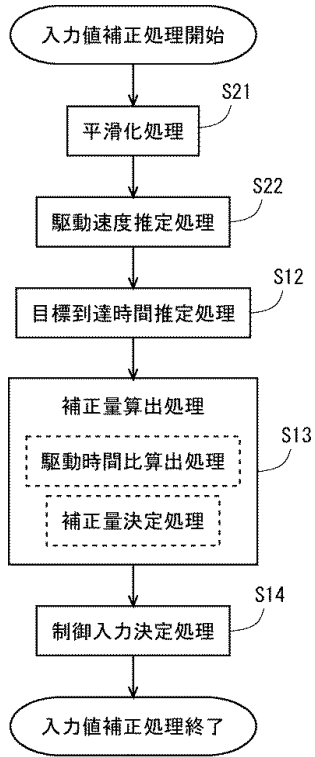 入力値補正処理開始
S21
平滑化処理
S22
駆動速度推定処理
S12
目標到達時間推定処理
補正量算出処理
S13
駆動時間比算出処理
補正量決定処理
S14
制御入力決定処理
入力値補正処理終了